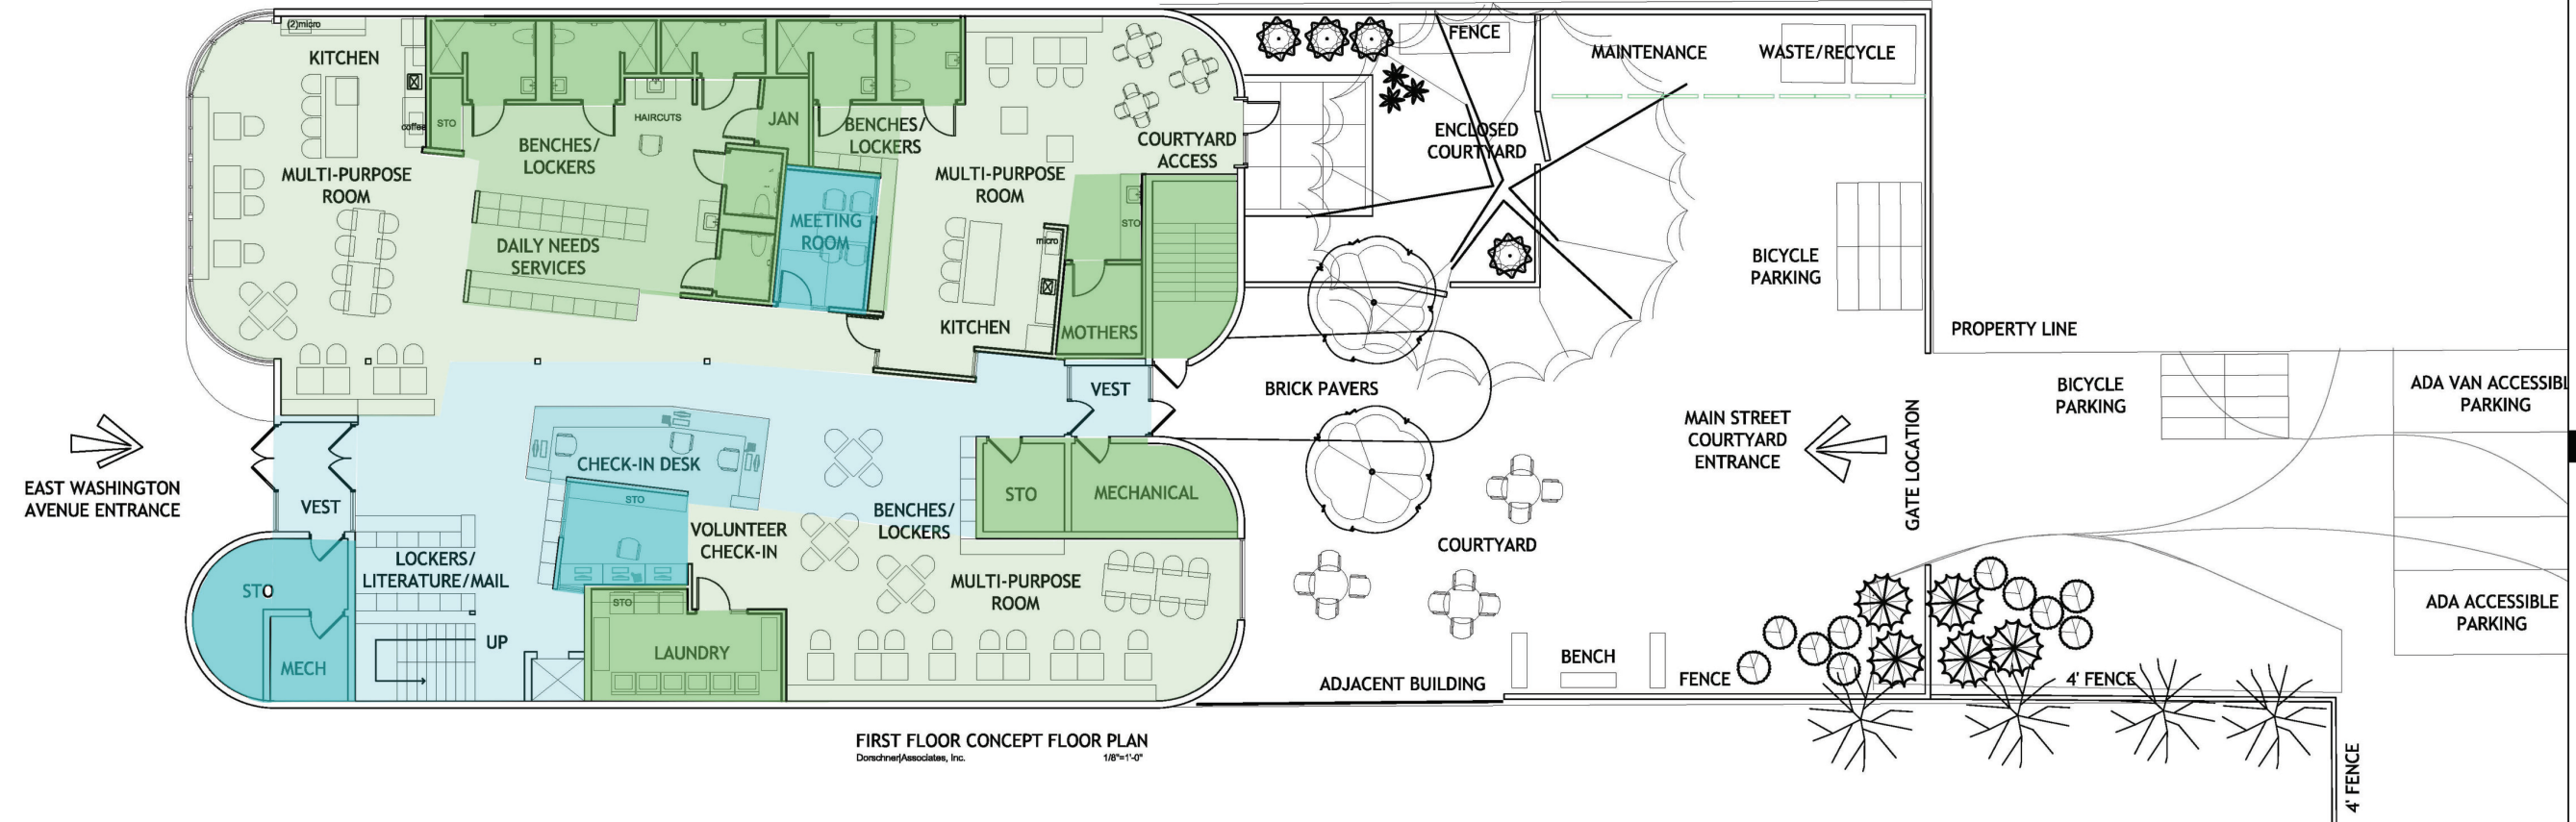 (2)micro
KITCHEN
coffee
STO
MULTI-PURPOSE
ROOM
BENCHES/
LOCKERS
HAIRCUTS
JAN
DAILY NEEDS
SERVICES
BENCHES/
LOCKERS
MEETING
ROOM
MULTI-PURPOSE
ROOM
COURTYARD
ACCESS
STO
micro
KITCHEN
MOTHERS
FENCE
MAINTENANCE
WASTE/RECYCLE
ENCLOSED
COURTYARD
BICYCLE
PARKING
PROPERTY LINE
EAST WASHINGTON
AVENUE ENTRANCE
VEST
CHECK-IN DESK
STO
VOLUNTEER
CHECK-IN
BENCHES/
LOCKERS
VEST
STO
MECHANICAL
BRICK PAVERS
MAIN STREET
COURTYARD
ENTRANCE
GATE LOCATION
BICYCLE
PARKING
ADA VAN ACCESSIBL
PARKING
STO
MECH
LOCKERS/
LITERATURE/MAIL
UP
STO
LAUNDRY
MULTI-PURPOSE
ROOM
COURTYARD
ADJACENT BUILDING
BENCH
FENCE
4' FENCE
ADA ACCESSIBLE
PARKING
4' FENCE
FIRST FLOOR CONCEPT FLOOR PLAN
Dorschner|Associates, Inc. 1/8"=1'-0"